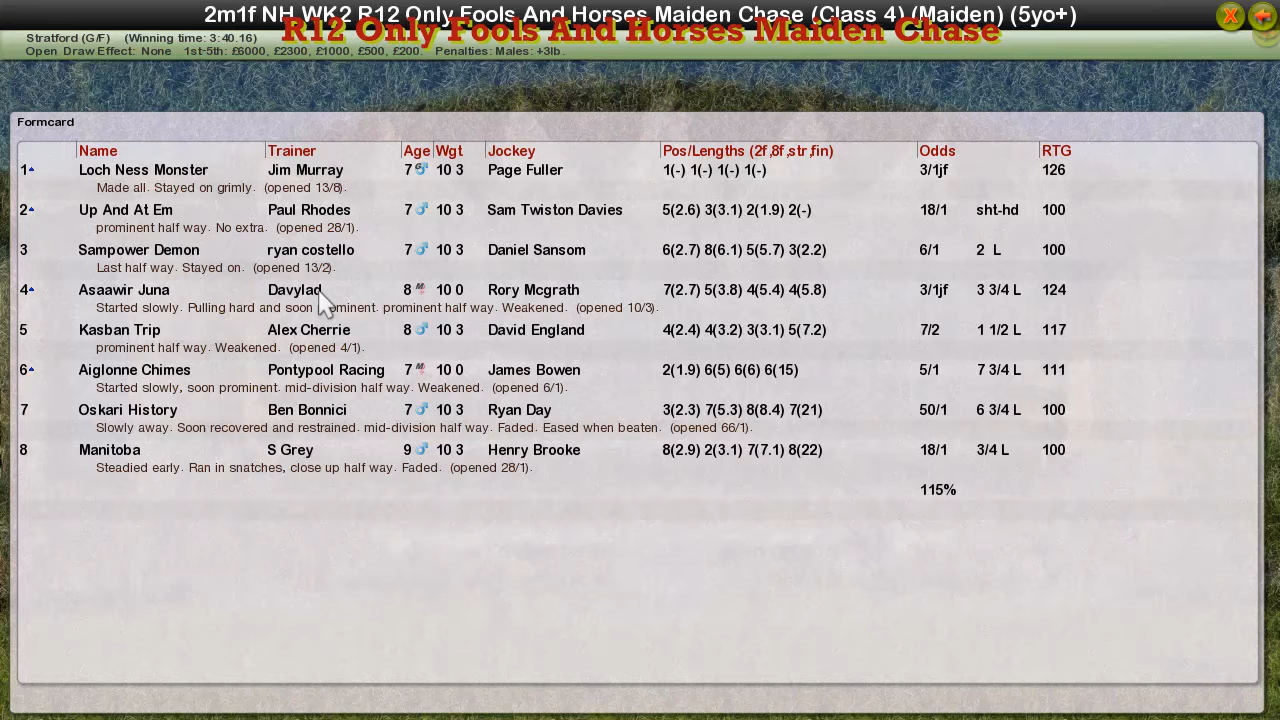 2m1f NH WK2 R12 Only Fools And Horses Maiden Chase (Class 4) (Maiden) (5yo+)
R12 Only Fools And Horses Maiden Chase
Stratford (G/F) (Winning time: 3:40.16)
Open Draw Effect: None 1st-5th: £6000, £2300, £1000, £500, £200. Penalties: Males: +3lb.
Formcard
Name Trainer Age Wgt Jockey Pos/Lengths (2f,8f,str,fin) Odds RTG
1 Loch Ness Monster Jim Murray 7 10 3 Page Fuller 1(-) 1(-) 1(-) 1(-) 3/1jf 126
Made all. Stayed on grimly. (opened 13/8).
2 Up And At Em Paul Rhodes 7 10 3 Sam Twiston Davies 5(2.6) 3(3.1) 2(1.9) 2(-) 18/1 sht-hd 100
prominent half way. No extra. (opened 28/1).
3 Sampower Demon ryan costello 7 10 3 Daniel Sansom 6(2.7) 8(6.1) 5(5.7) 3(2.2) 6/1 2 L 100
Last half way. Stayed on. (opened 13/2).
4 Asaawir Juna Davylad 8 10 0 Rory Mcgrath 7(2.7) 5(3.8) 4(5.4) 4(5.8) 3/1jf 3 3/4 L 124
Started slowly. Pulling hard and soon prominent. prominent half way. Weakened. (opened 10/3).
5 Kasban Trip Alex Cherrie 8 10 3 David England 4(2.4) 4(3.2) 3(3.1) 5(7.2) 7/2 1 1/2 L 117
prominent half way. Weakened. (opened 4/1).
6 Aiglonne Chimes Pontypool Racing 7 10 0 James Bowen 2(1.9) 6(5) 6(6) 6(15) 5/1 7 3/4 L 111
Started slowly, soon prominent. mid-division half way. Weakened. (opened 6/1).
7 Oskari History Ben Bonnici 7 10 3 Ryan Day 3(2.3) 7(5.3) 8(8.4) 7(21) 50/1 6 3/4 L 100
Slowly away. Soon recovered and restrained. mid-division half way. Faded. Eased when beaten. (opened 66/1).
8 Manitoba S Grey 9 10 3 Henry Brooke 8(2.9) 2(3.1) 7(7.1) 8(22) 18/1 3/4 L 100
Steadied early. Ran in snatches, close up half way. Faded. (opened 28/1).
115%